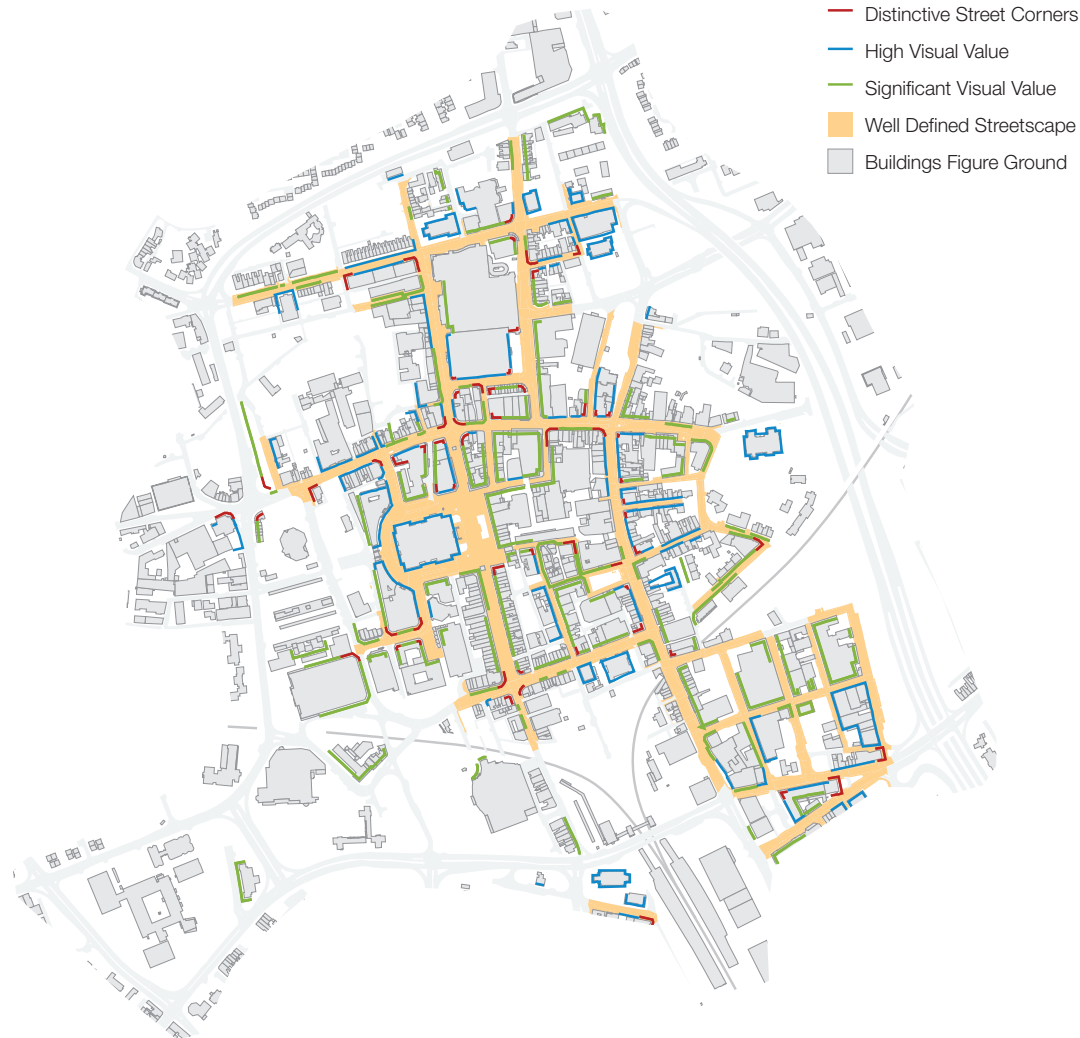 Distinctive Street Corners
High Visual Value
Significant Visual Value
Well Defined Streetscape
Buildings Figure Ground